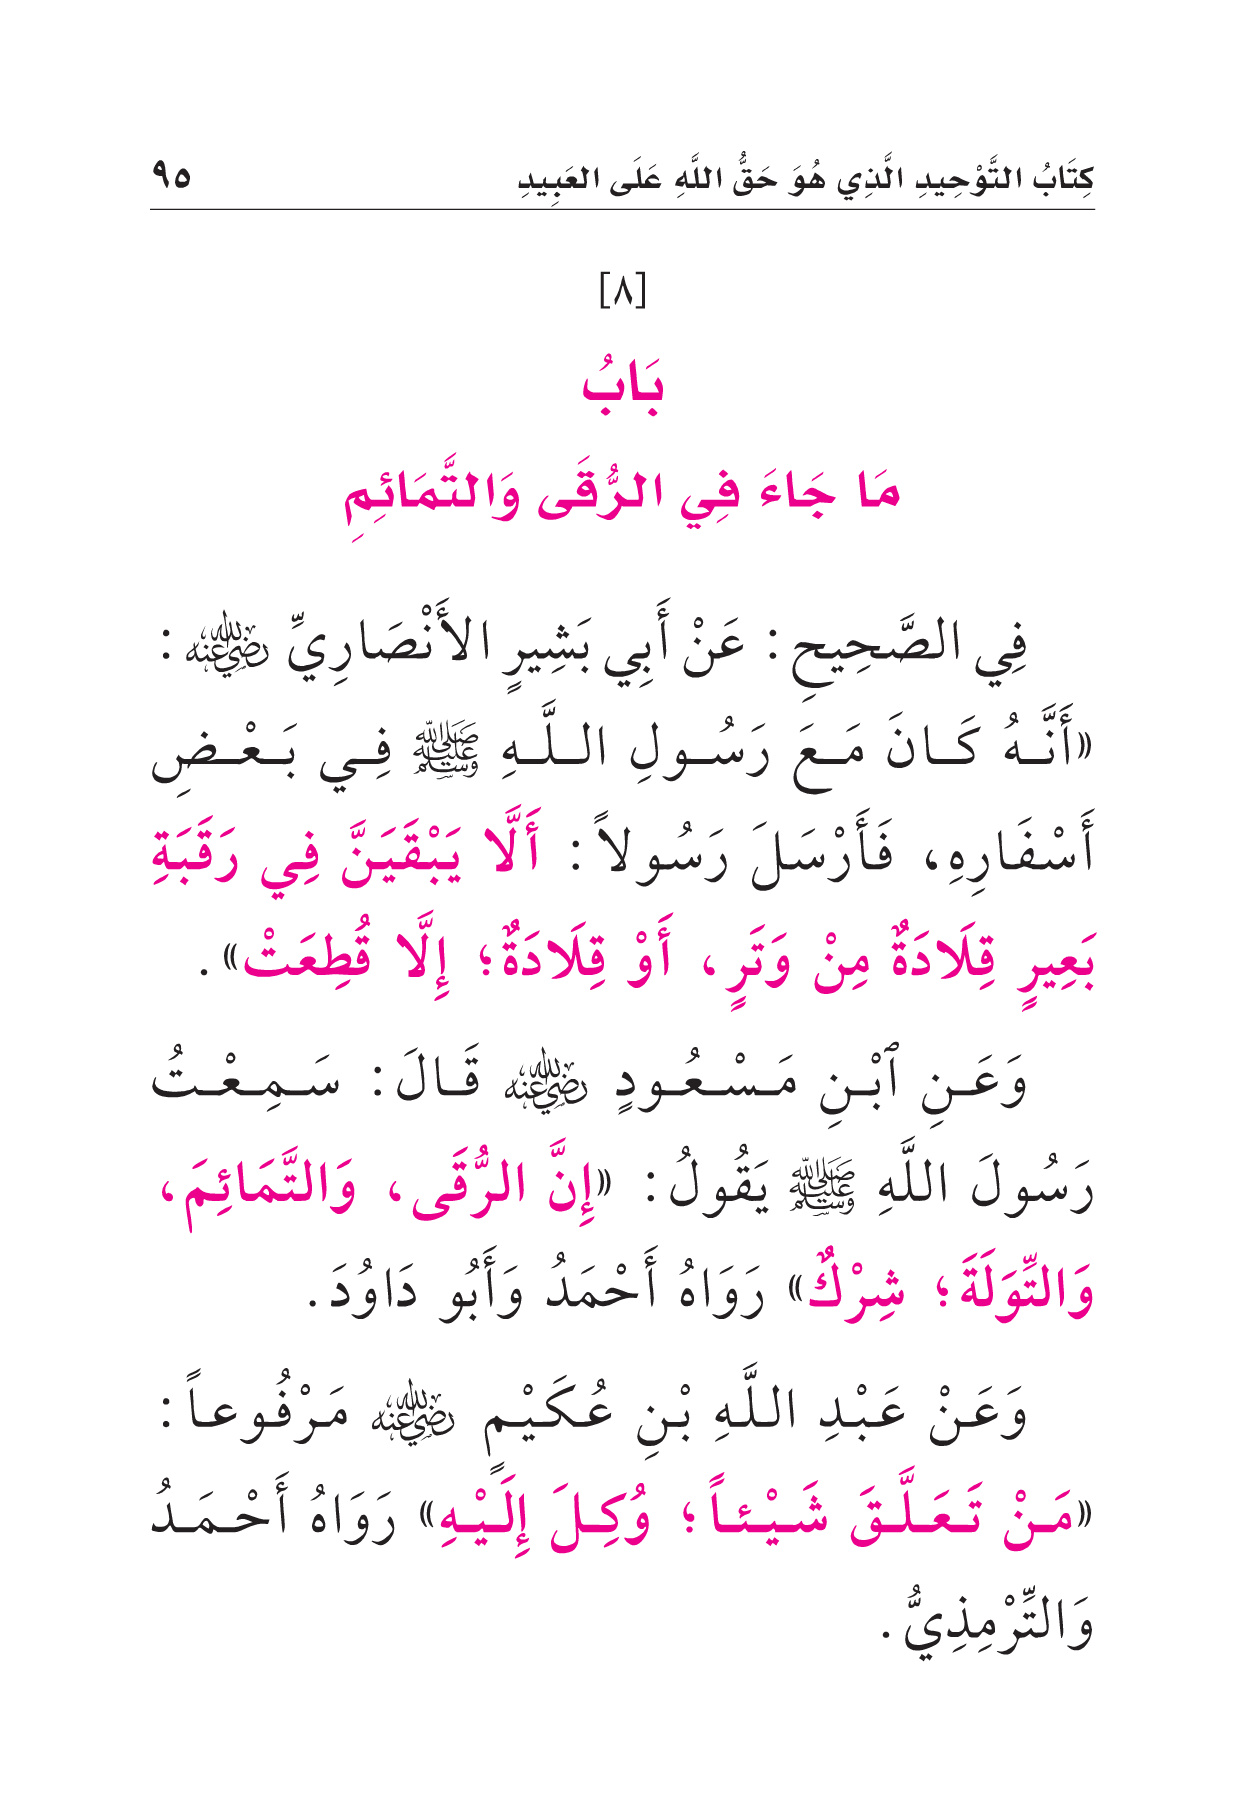 كِتَابُ التَّوْحِيدِ الَّذِي هُوَ حَقُّ اللَّهِ عَلَى العَبِيدِ ٩٥
[٨]
بَابُ
مَا جَاءَ فِي الرُّقَى وَالتَّمَائِمِ
فِي الصَّحِيحِ: عَنْ أَبِي بَشِيرٍ الأَنْصَارِيِّ رضي الله عنه:
«أَنَّهُ كَانَ مَعَ رَسُولِ اللَّهِ ﷺ فِي بَعْضِ
أَسْفَارِهِ، فَأَرْسَلَ رَسُولاً: أَلَّا يَبْقَيَنَّ فِي رَقَبَةِ
بَعِيرٍ قِلَادَةٌ مِنْ وَتَرٍ، أَوْ قِلَادَةٌ؛ إِلَّا قُطِعَتْ».
وَعَنِ ٱبْنِ مَسْعُودٍ رضي الله عنه قَالَ: سَمِعْتُ
رَسُولَ اللَّهِ ﷺ يَقُولُ: «إِنَّ الرُّقَى، وَالتَّمَائِمَ،
وَالتِّوَلَةَ؛ شِرْكٌ» رَوَاهُ أَحْمَدُ وَأَبُو دَاوُدَ.
وَعَنْ عَبْدِ اللَّهِ بْنِ عُكَيْمٍ رضي الله عنه مَرْفُوعاً:
«مَنْ تَعَلَّقَ شَيْئاً؛ وُكِلَ إِلَيْهِ» رَوَاهُ أَحْمَدُ
وَالتِّرْمِذِيُّ.